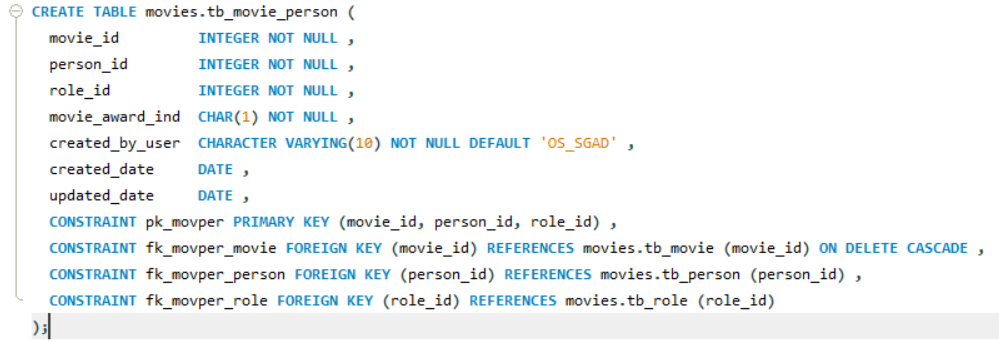 CREATE TABLE movies.tb_movie_person (
movie_id INTEGER NOT NULL ,
person_id INTEGER NOT NULL ,
role_id INTEGER NOT NULL ,
movie_award_ind CHAR(1) NOT NULL ,
created_by_user CHARACTER VARYING(10) NOT NULL DEFAULT 'OS_SGAD' ,
created_date DATE ,
updated_date DATE ,
CONSTRAINT pk_movper PRIMARY KEY (movie_id, person_id, role_id) ,
CONSTRAINT fk_movper_movie FOREIGN KEY (movie_id) REFERENCES movies.tb_movie (movie_id) ON DELETE CASCADE ,
CONSTRAINT fk_movper_person FOREIGN KEY (person_id) REFERENCES movies.tb_person (person_id) ,
CONSTRAINT fk_movper_role FOREIGN KEY (role_id) REFERENCES movies.tb_role (role_id)
);